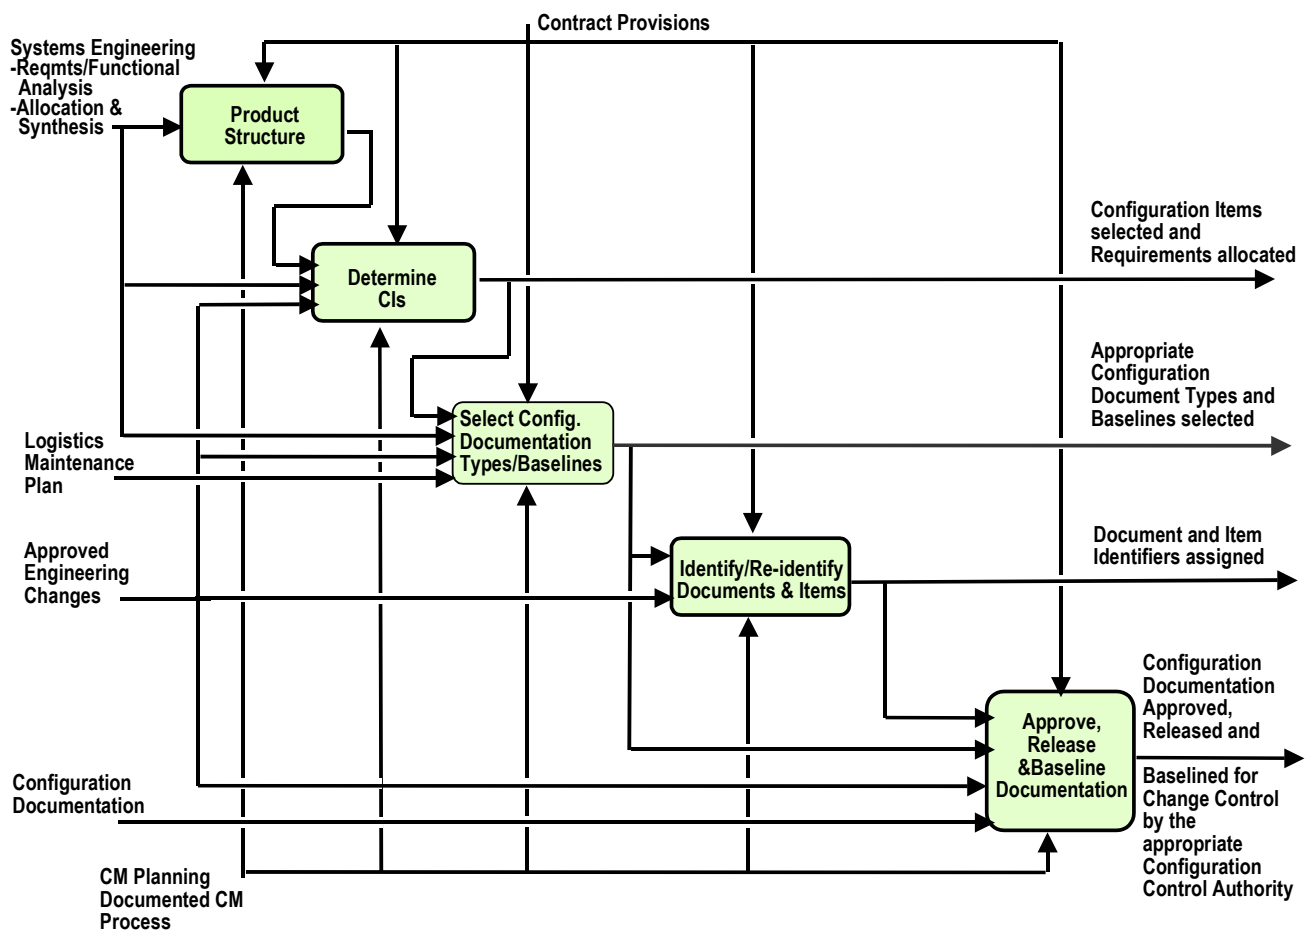 Contract Provisions
Systems Engineering
-Reqmts/Functional
Analysis
-Allocation &
Synthesis
Product
Structure
Configuration Items
selected and
Requirements allocated
Determine
CIs
Appropriate
Configuration
Document Types and
Baselines selected
Select Config.
Documentation
Types/Baselines
Logistics
Maintenance
Plan
Document and Item
Identifiers assigned
Approved
Engineering
Changes
Identify/Re-identify
Documents & Items
Configuration
Documentation
Approved,
Released and
Baselined for
Change Control
by the
appropriate
Configuration
Control Authority
Approve,
Release
&Baseline
Documentation
Configuration
Documentation
CM Planning
Documented CM
Process